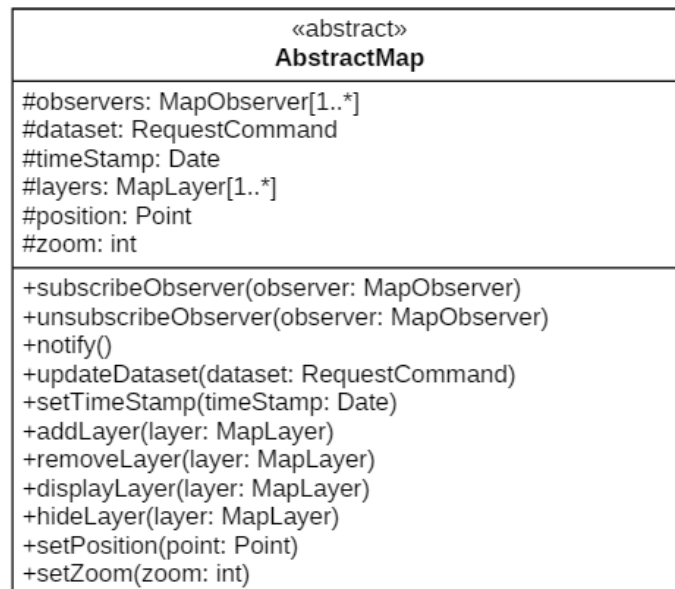 «abstract»
AbstractMap
#observers: MapObserver[1..*]
#dataset: RequestCommand
#timeStamp: Date
#layers: MapLayer[1..*]
#position: Point
#zoom: int
+subscribeObserver(observer: MapObserver)
+unsubscribeObserver(observer: MapObserver)
+notify()
+updateDataset(dataset: RequestCommand)
+setTimeStamp(timeStamp: Date)
+addLayer(layer: MapLayer)
+removeLayer(layer: MapLayer)
+displayLayer(layer: MapLayer)
+hideLayer(layer: MapLayer)
+setPosition(point: Point)
+setZoom(zoom: int)